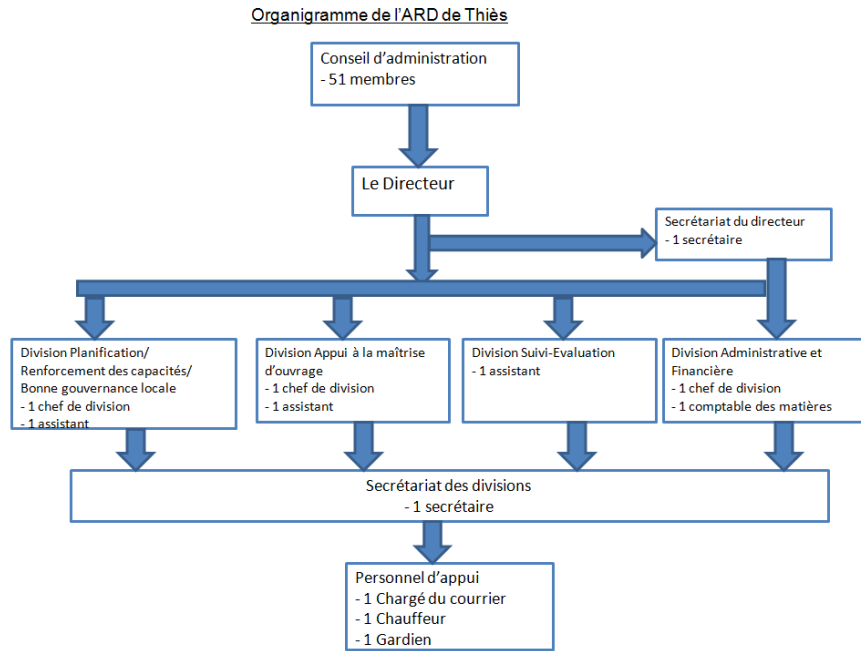 Organigramme de l'ARD de Thiès
Conseil d'administration
- 51 membres
Le Directeur
Secrétariat du directeur
- 1 secrétaire
Division Planification/
Renforcement des capacités/
Bonne gouvernance locale
- 1 chef de division
- 1 assistant
Division Appui à la maîtrise
d'ouvrage
- 1 chef de division
- 1 assistant
Division Suivi-Evaluation
- 1 assistant
Division Administrative et
Financière
- 1 chef de division
- 1 comptable des matières
Secrétariat des divisions
- 1 secrétaire
Personnel d'appui
- 1 Chargé du courrier
- 1 Chauffeur
- 1 Gardien